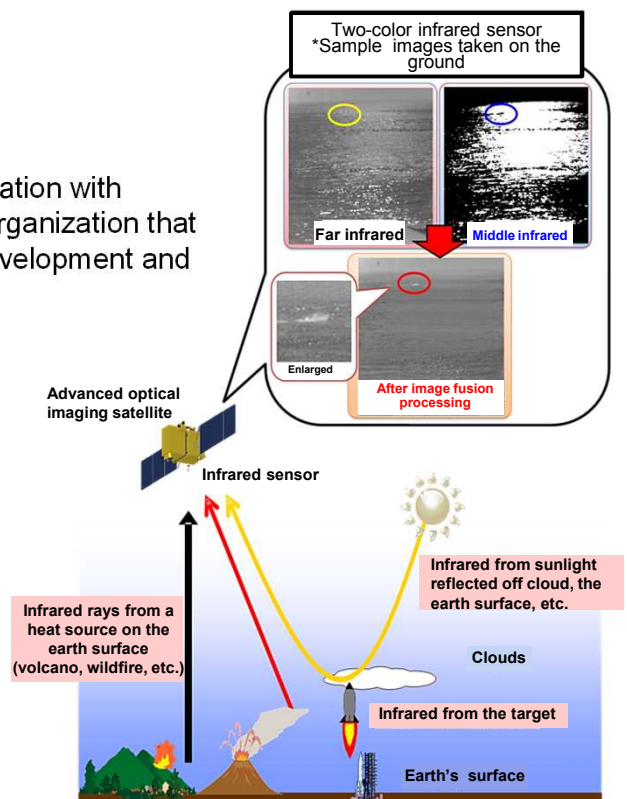 Two-color infrared sensor
*Sample images taken on the
ground
ation with
rganization that
velopment and
Far infrared
Middle infrared
Enlarged
After image fusion
processing
Advanced optical
imaging satellite
Infrared sensor
Infrared from sunlight
reflected off cloud, the
earth surface, etc.
Infrared rays from a
heat source on the
earth surface
(volcano, wildfire, etc.)
Clouds
Infrared from the target
Earth's surface